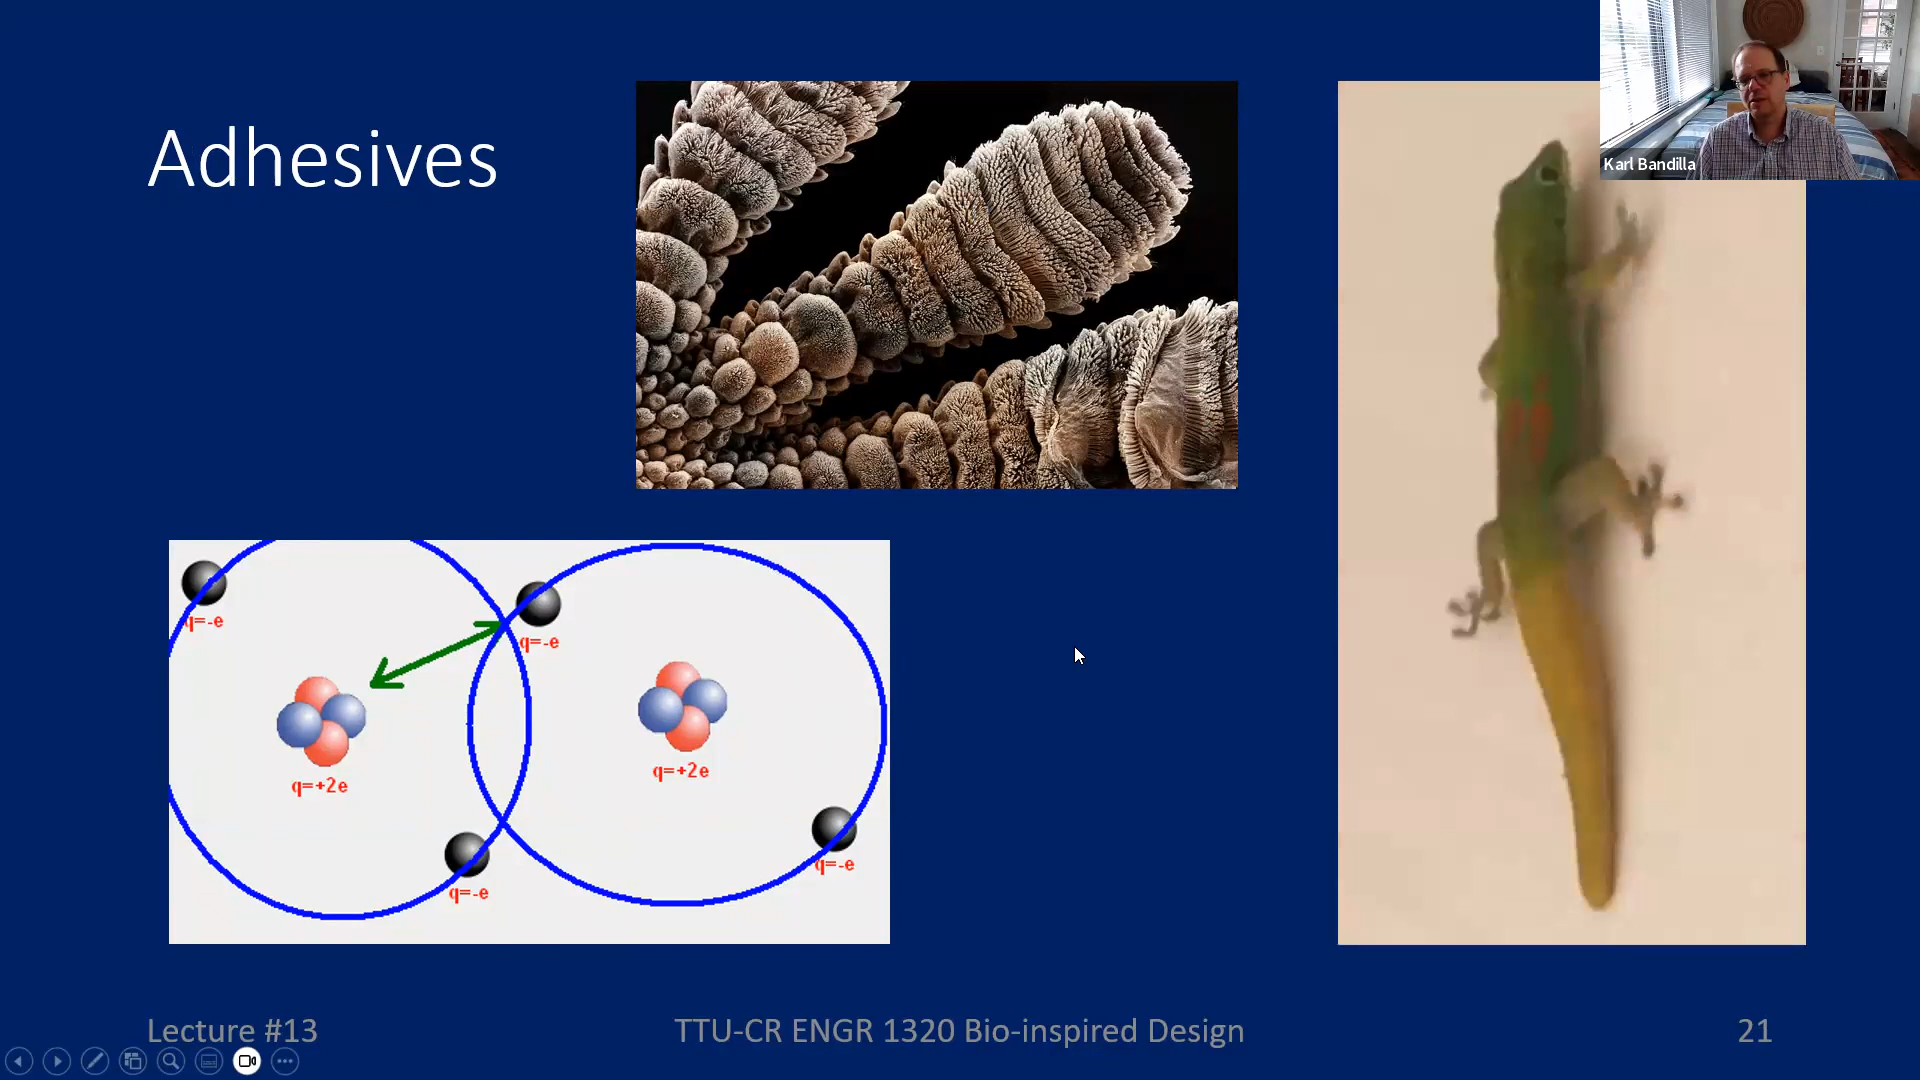 Adhesives
Karl Bandilla
q=-e
q=-e
q=+2e
q=+2e
q=-e
q=-e
Lecture #13
TTU-CR ENGR 1320 Bio-inspired Design
21